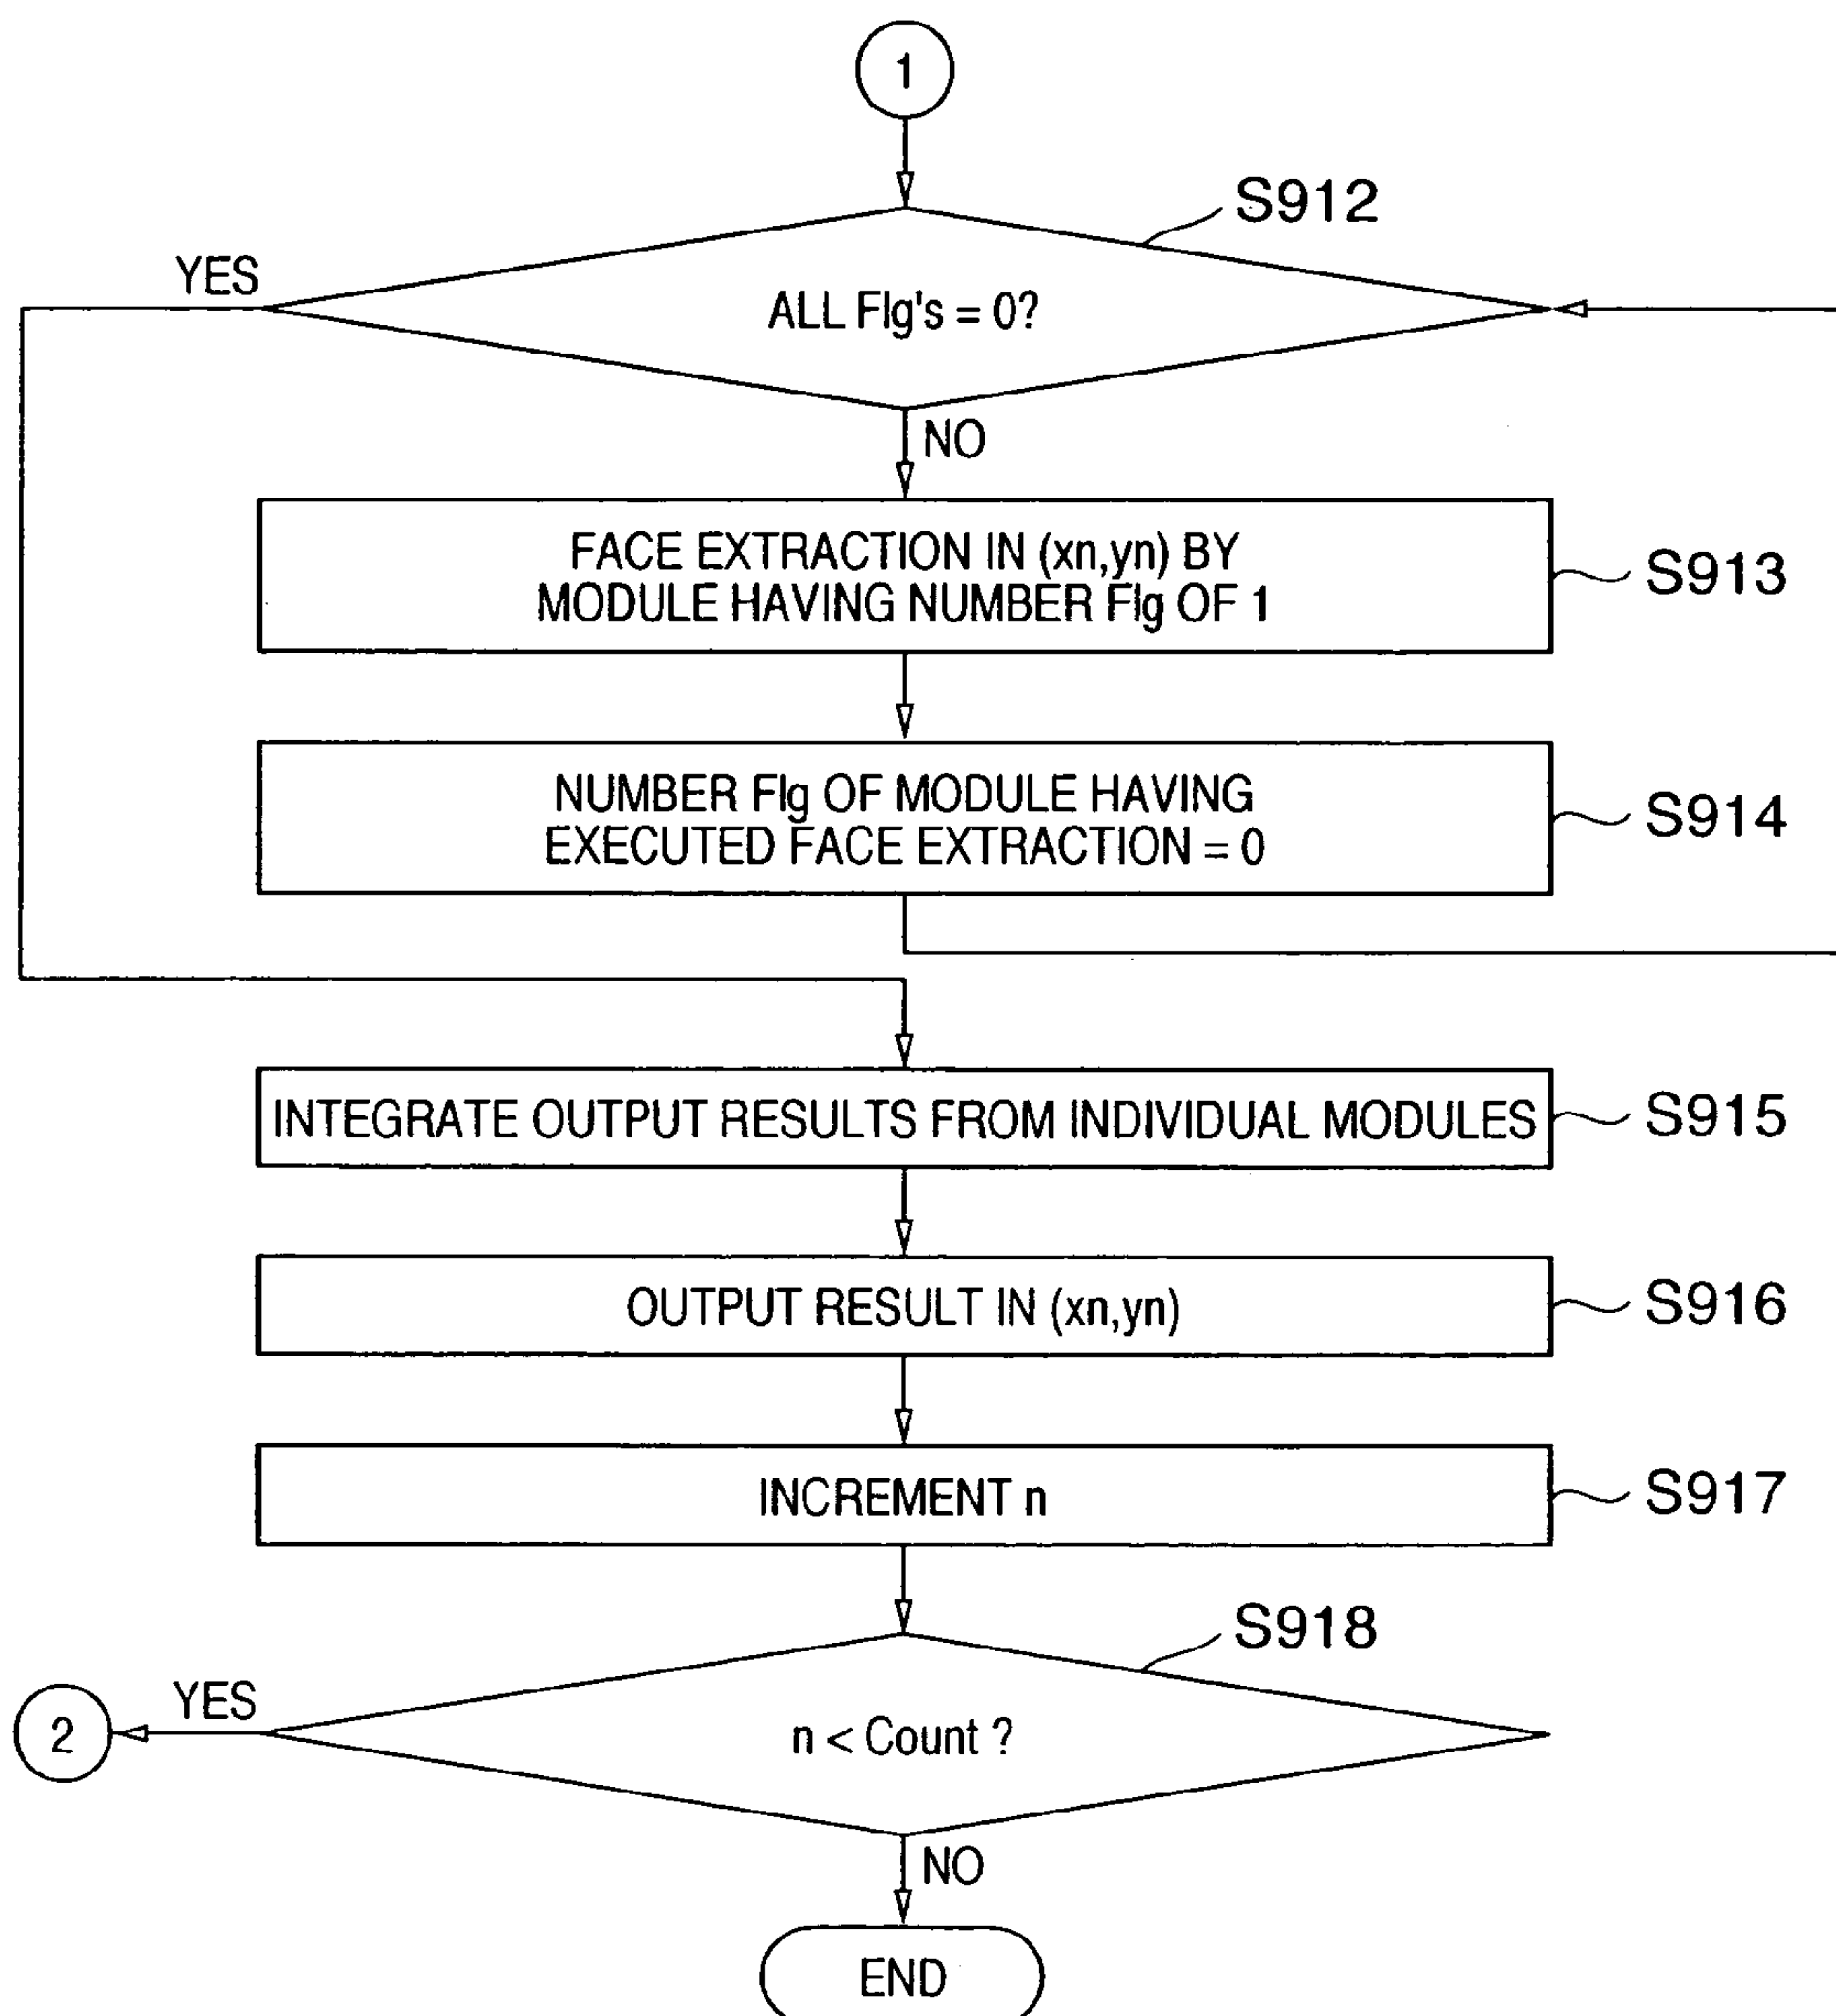 1
S912
YES
ALL Flg's = 0?
NO
FACE EXTRACTION IN (xn,yn) BY
MODULE HAVING NUMBER Flg OF 1
S913
NUMBER Flg OF MODULE HAVING
EXECUTED FACE EXTRACTION = 0
S914
INTEGRATE OUTPUT RESULTS FROM INDIVIDUAL MODULES
S915
OUTPUT RESULT IN (xn,yn)
S916
INCREMENT n
S917
S918
YES
2
n < Count ?
NO
END